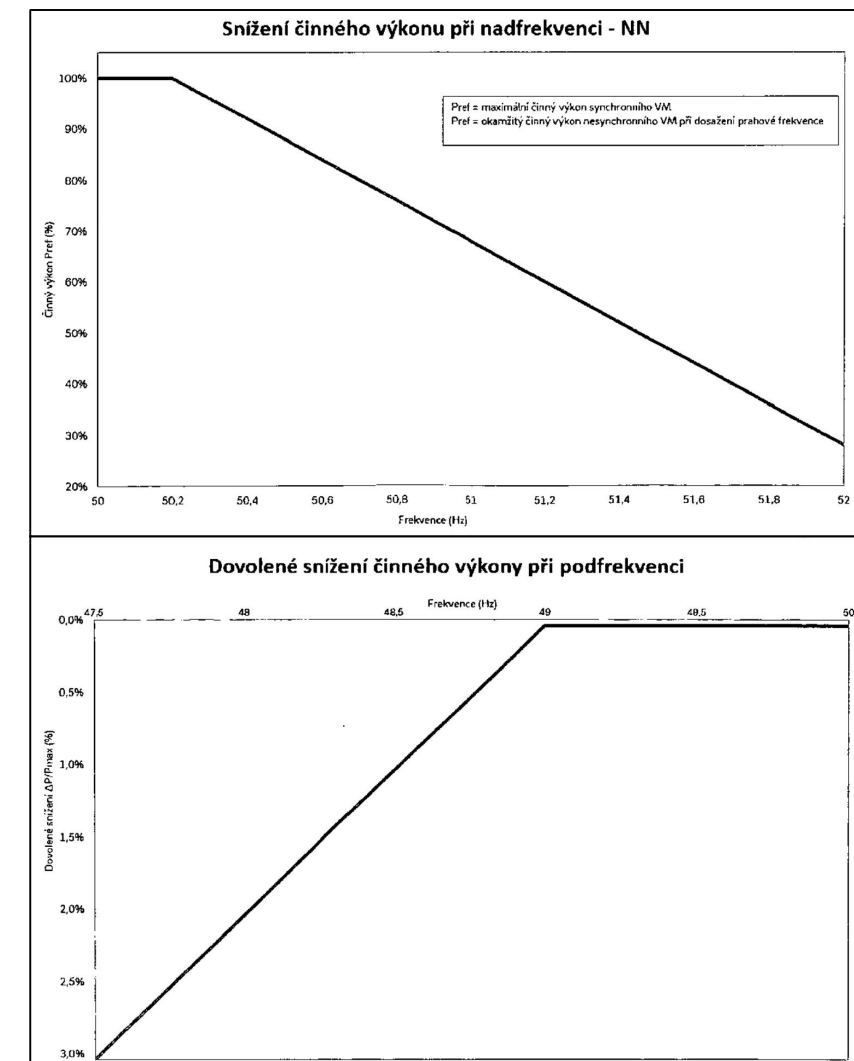 Snížení činného výkonu při nadfrekvenci - NN
100%
Pref = maximální činný výkon synchronního VM
Pref = okamžitý činný výkon nesynchronního VM při dosažení prahové frekvence
90%
80%
70%
60%
50%
40%
30%
20%
Činný výkon Pref (%)
50 50,2 50,4 50,6 50,8 51 51,2 51,4 51,6 51,8 52
Frekvence (Hz)
Dovolené snížení činného výkony při podfrekvenci
Frekvence (Hz)
47,5 48 48,5 49 49,5 50
0,0%
0,5%
1,0%
1,5%
2,0%
2,5%
3,0%
Dovolené snížení ΔP/Pmax (%)